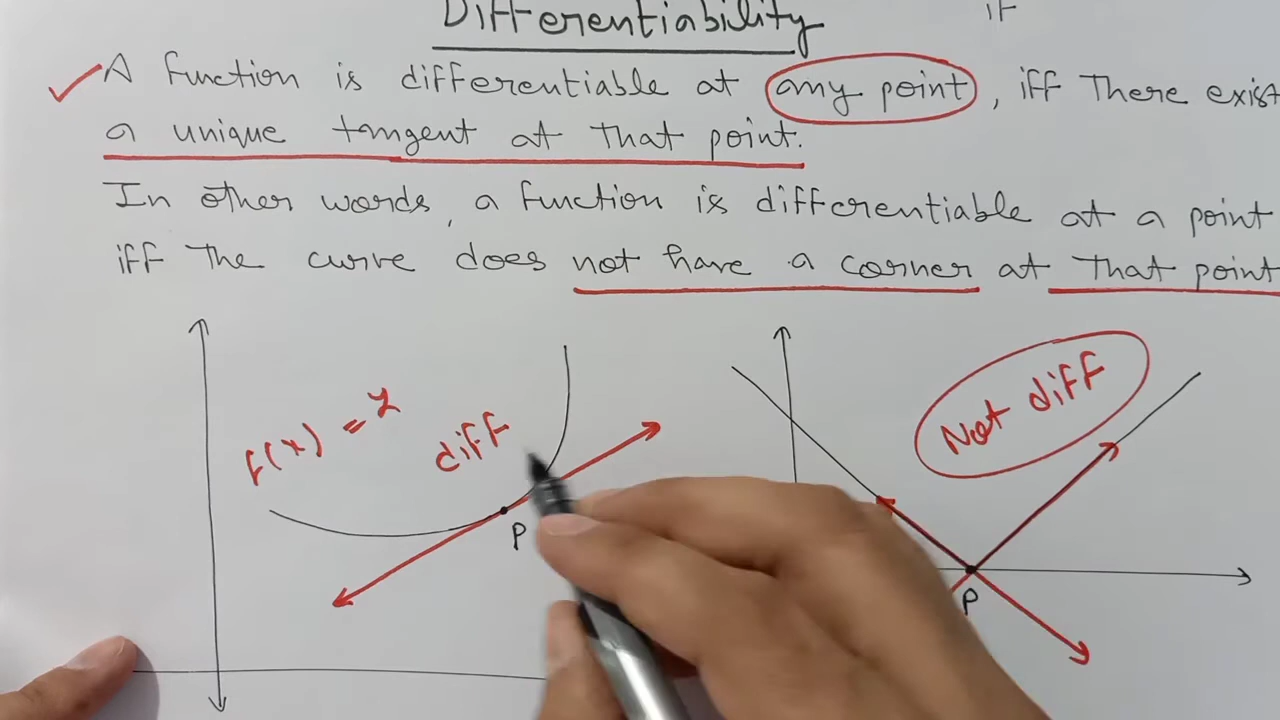 Differentiability
if
A function is differentiable at any point, iff There exist
a unique tangent at that point.
In other words, a function is differentiable at a point
iff The curve does not have a corner at that point
f(x) =
diff
P
Not diff
P